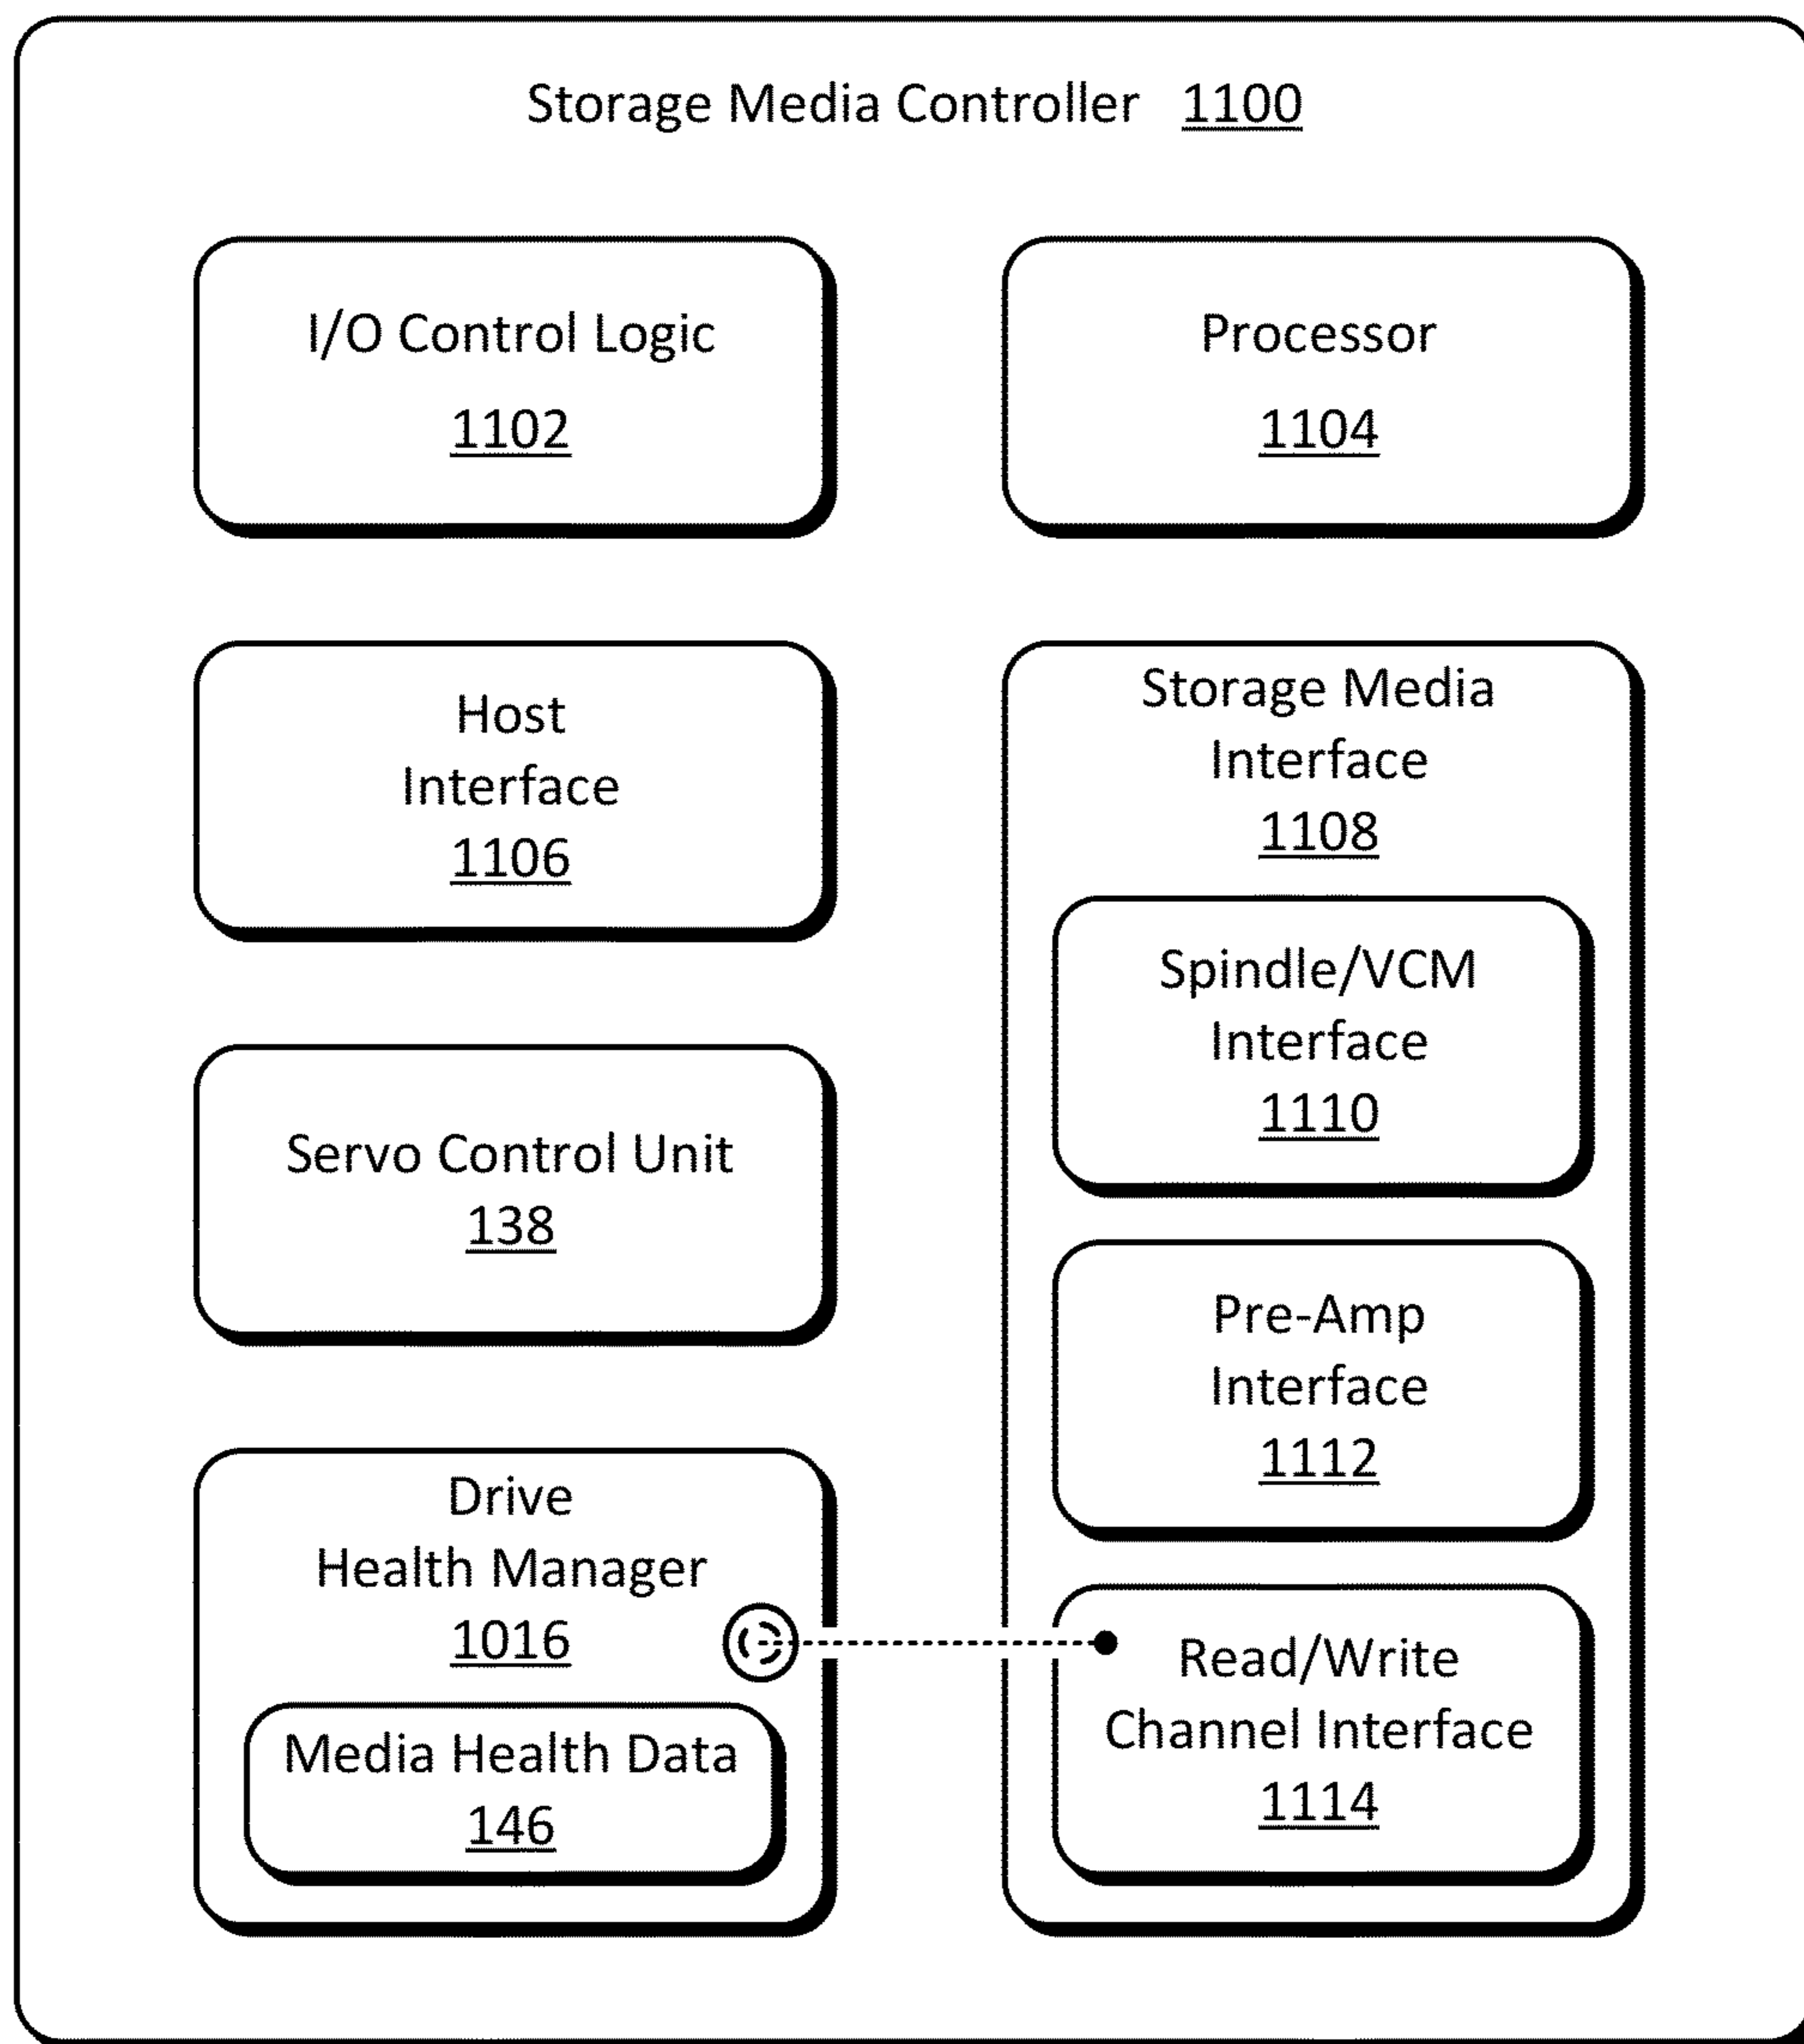 Storage Media Controller 1100
I/O Control Logic
1102
Processor
1104
Host
Interface
1106
Storage Media
Interface
1108
Spindle/VCM
Interface
1110
Servo Control Unit
138
Pre-Amp
Interface
1112
Drive
Health Manager
1016
Media Health Data
146
Read/Write
Channel Interface
1114